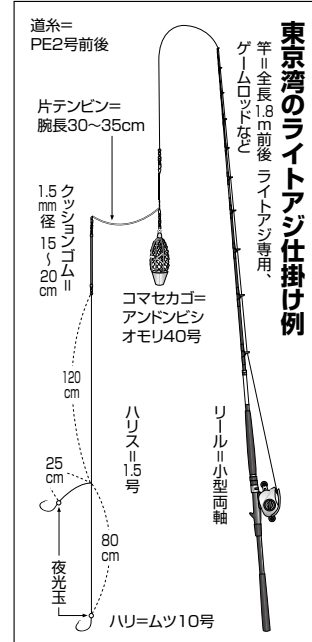 東京湾のライトアジ仕掛け例
竿=全長1.8m前後 ライトアジ専用、
ゲームロッドなど
道糸=
PE2号前後
片テンビン=
腕長30〜35cm
クッションゴム=
1.5mm径 15〜20cm
コマセカゴ=
アンドンビシ
オモリ40号
120cm
ハリス=1.5号
リール=小型両軸
25cm
80cm
夜光玉
ハリ=ムツ10号